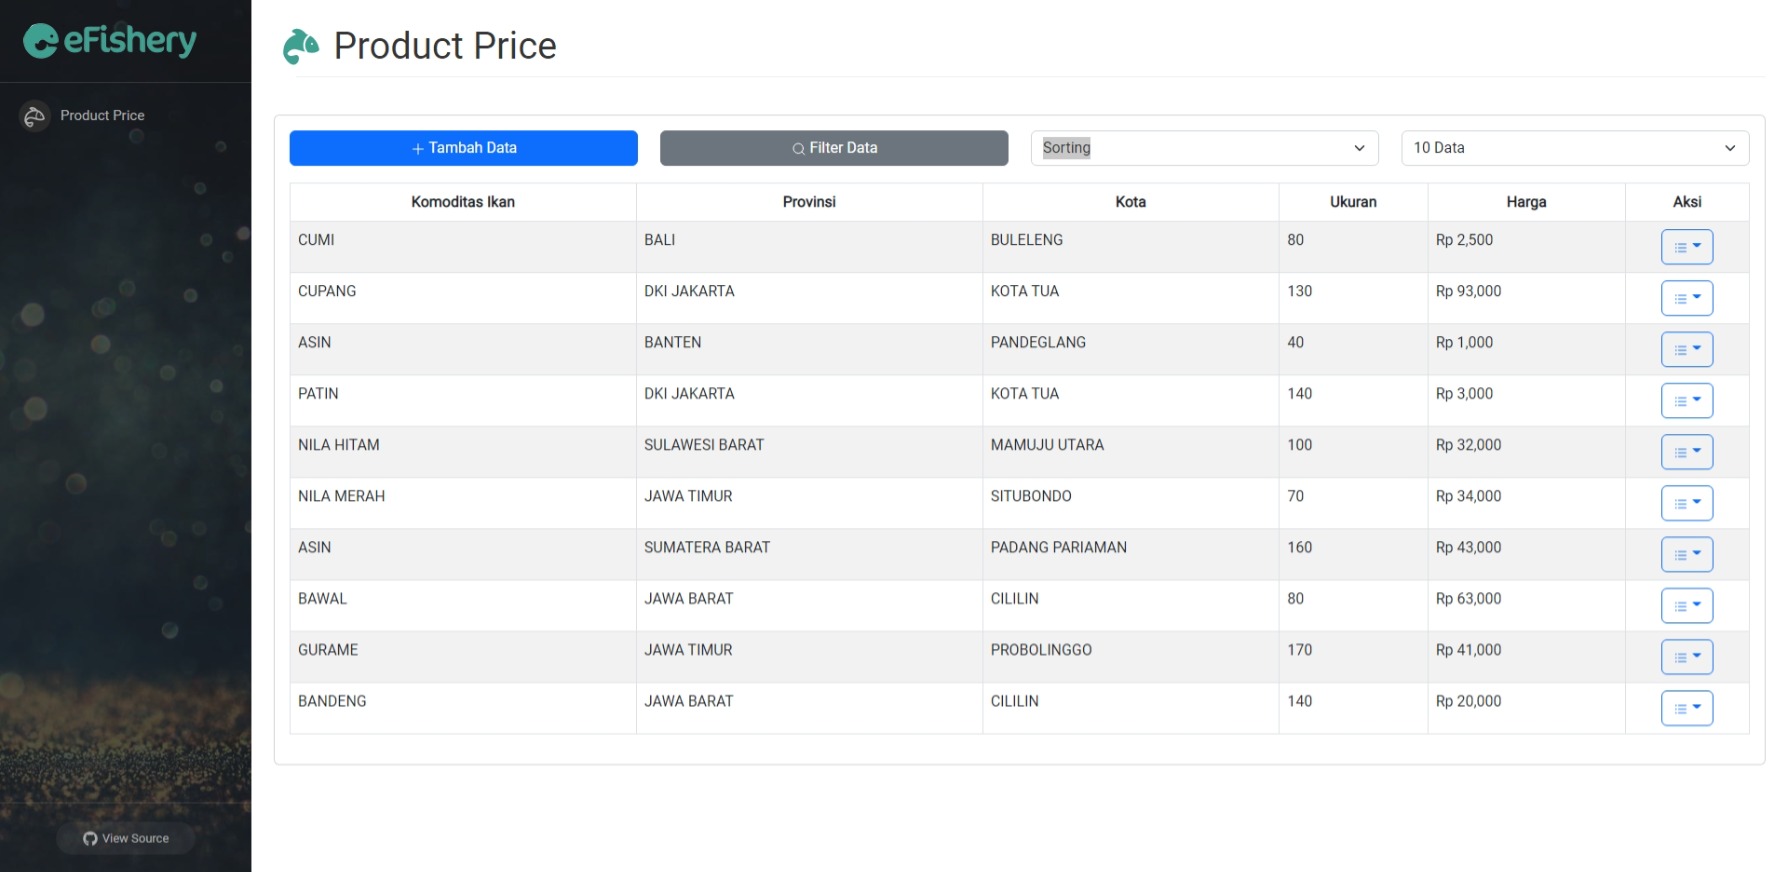 eFishery
Product Price
Product Price
+ Tambah Data
Filter Data
Sorting
10 Data
Komoditas Ikan Provinsi Kota Ukuran Harga Aksi
CUMI BALI BULELENG 80 Rp 2,500
CUPANG DKI JAKARTA KOTA TUA 130 Rp 93,000
ASIN BANTEN PANDEGLANG 40 Rp 1,000
PATIN DKI JAKARTA KOTA TUA 140 Rp 3,000
NILA HITAM SULAWESI BARAT MAMUJU UTARA 100 Rp 32,000
NILA MERAH JAWA TIMUR SITUBONDO 70 Rp 34,000
ASIN SUMATERA BARAT PADANG PARIAMAN 160 Rp 43,000
BAWAL JAWA BARAT CILILIN 80 Rp 63,000
GURAME JAWA TIMUR PROBOLINGGO 170 Rp 41,000
BANDENG JAWA BARAT CILILIN 140 Rp 20,000
View Source